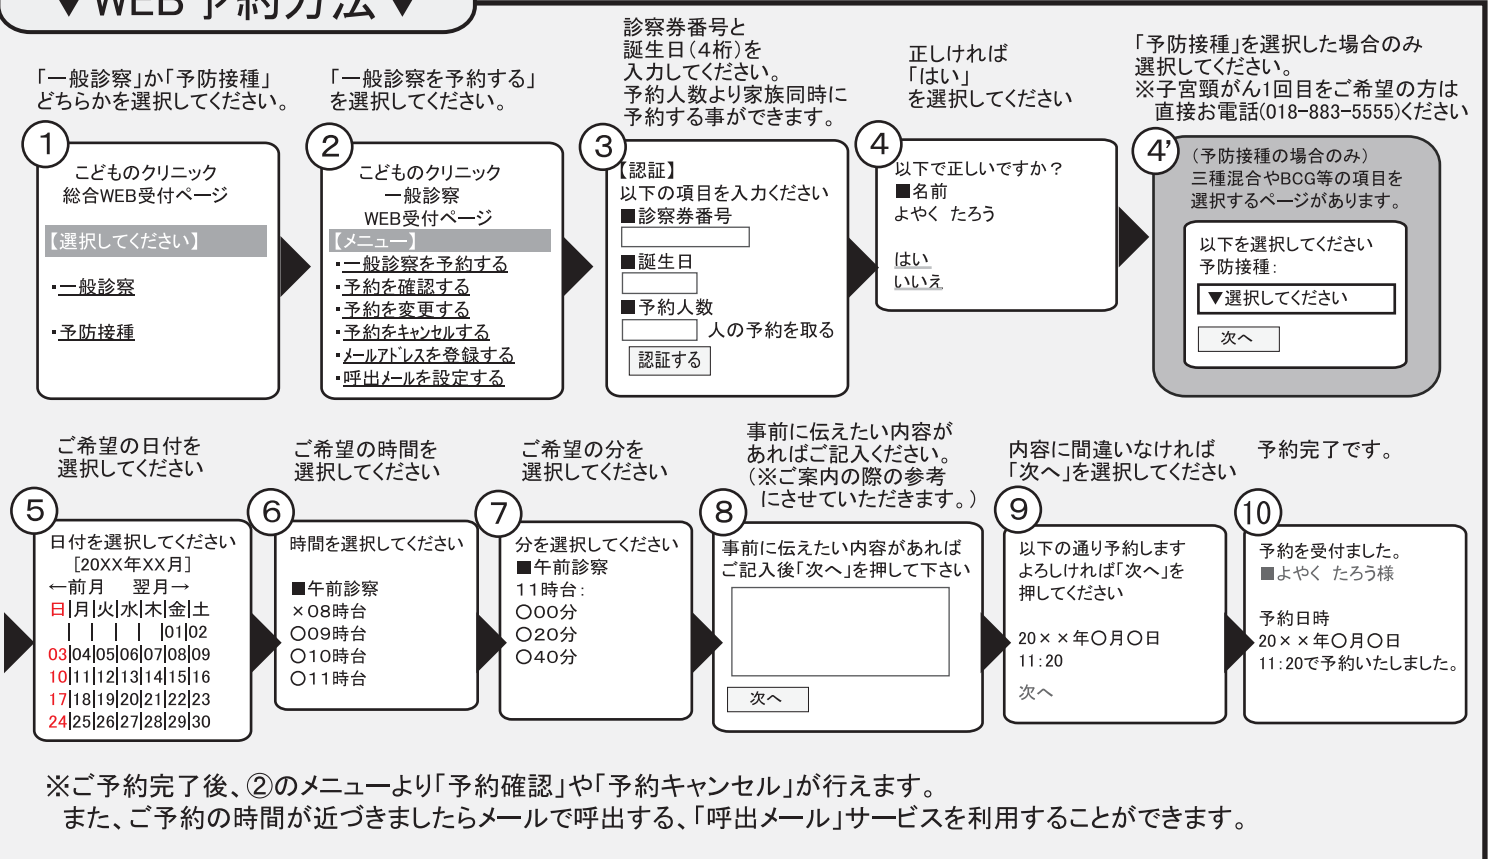 ▼WEB予約方法▼
「一般診察」か「予防接種」
どちらかを選択してください。
①
こどものクリニック
総合WEB受付ページ
【選択してください】
・一般診察
・予防接種
「一般診察を予約する」
を選択してください。
②
こどものクリニック
一般診察
WEB受付ページ
【メニュー】
・一般診察を予約する
・予約を確認する
・予約を変更する
・予約をキャンセルする
・メールアドレスを登録する
・呼出メールを設定する
診察券番号と
誕生日(4桁)を
入力してください。
予約人数より家族同時に
予約する事ができます。
③
【認証】
以下の項目を入力ください
■診察券番号
■誕生日
■予約人数
人の予約を取る
認証する
正しければ
「はい」
を選択してください
④
以下で正しいですか？
■名前
よやく たろう
はい
いいえ
「予防接種」を選択した場合のみ
選択してください。
※子宮頸がん1回目をご希望の方は
直接お電話(018-883-5555)ください
4'
(予防接種の場合のみ)
三種混合やBCG等の項目を
選択するページがあります。
以下を選択してください
予防接種：
▼選択してください
次へ
ご希望の日付を
選択してください
⑤
日付を選択してください
[20XX年XX月]
←前月 翌月→
日|月|火|水|木|金|土
| | | | |01|02
03|04|05|06|07|08|09
10|11|12|13|14|15|16
17|18|19|20|21|22|23
24|25|26|27|28|29|30
ご希望の時間を
選択してください
⑥
時間を選択してください
■午前診察
×08時台
○09時台
○10時台
○11時台
ご希望の分を
選択してください
⑦
分を選択してください
■午前診察
11時台：
○00分
○20分
○40分
事前に伝えたい内容が
あればご記入ください。
(※ご案内の際の参考
にさせていただきます。)
⑧
事前に伝えたい内容があれば
ご記入後「次へ」を押して下さい
次へ
内容に間違いなければ
「次へ」を選択してください
⑨
以下の通り予約します
よろしければ「次へ」を
押してください
20××年○月○日
11:20
次へ
予約完了です。
⑩
予約を受付ました。
■よやく たろう様
予約日時
20××年○月○日
11:20で予約いたしました。
※ご予約完了後、②のメニューより「予約確認」や「予約キャンセル」が行えます。
また、ご予約の時間が近づきましたらメールで呼出する、「呼出メール」サービスを利用することができます。